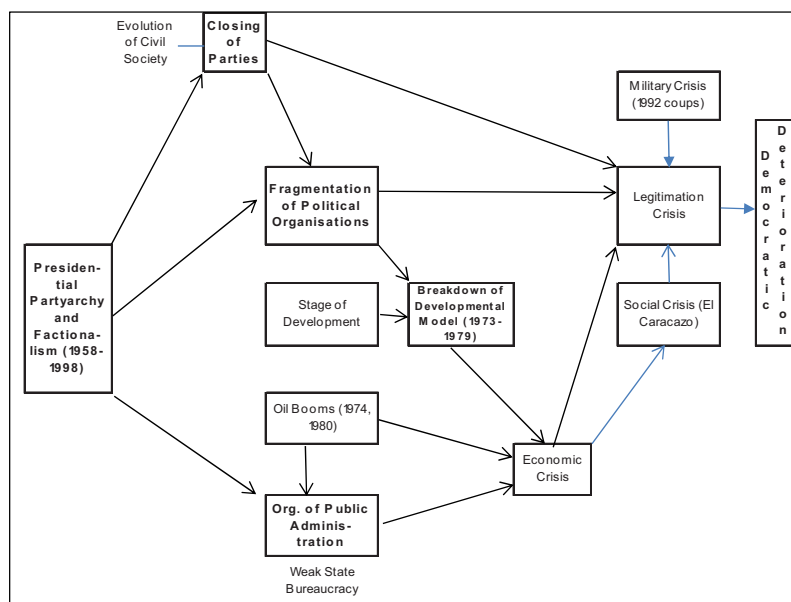 Evolution
of Civil
Society
Closing
of
Parties
Military Crisis
(1992 coups)
Fragmentation
of Political
Organisations
Legitimation
Crisis
Democratic
Deterioration
Presiden-
tial
Partyarchy
and
Factiona-
lism (1958-
1998)
Stage of
Development
Breakdown of
Developmental
Model (1973-
1979)
Social Crisis (El
Caracazo)
Oil Booms (1974,
1980)
Economic
Crisis
Org. of Public
Adminis-
tration
Weak State
Bureaucracy